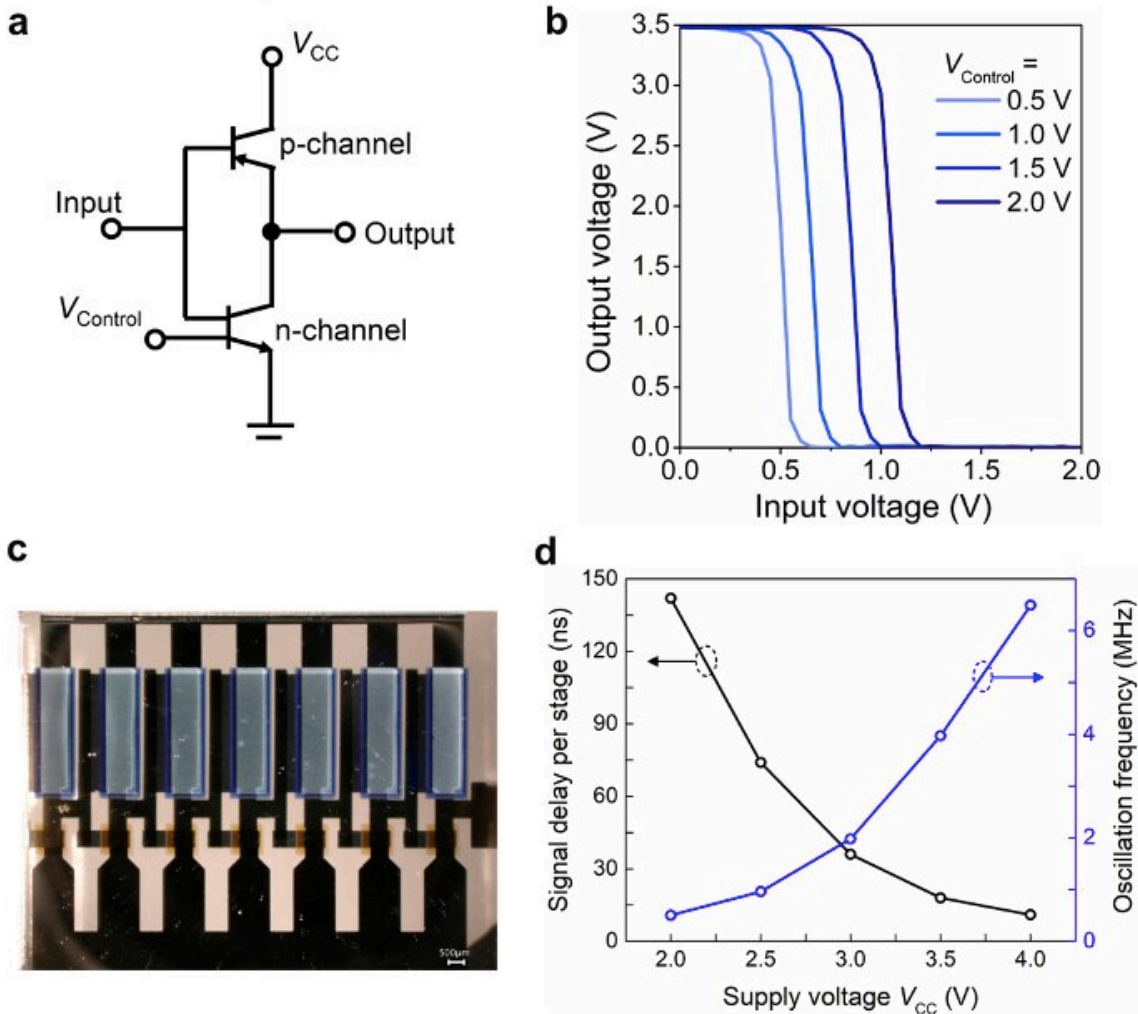 a
V_CC
p-channel
Input
Output
V_Control
n-channel
b
Output voltage (V)
3.5
3.0
2.5
2.0
1.5
1.0
0.5
0.0
V_Control =
0.5 V
1.0 V
1.5 V
2.0 V
0.0 0.5 1.0 1.5 2.0
Input voltage (V)
c
500µm
d
Signal delay per stage (ns)
150
120
90
60
30
0
Oscillation frequency (MHz)
6
4
2
0
2.0 2.5 3.0 3.5 4.0
Supply voltage V_CC (V)